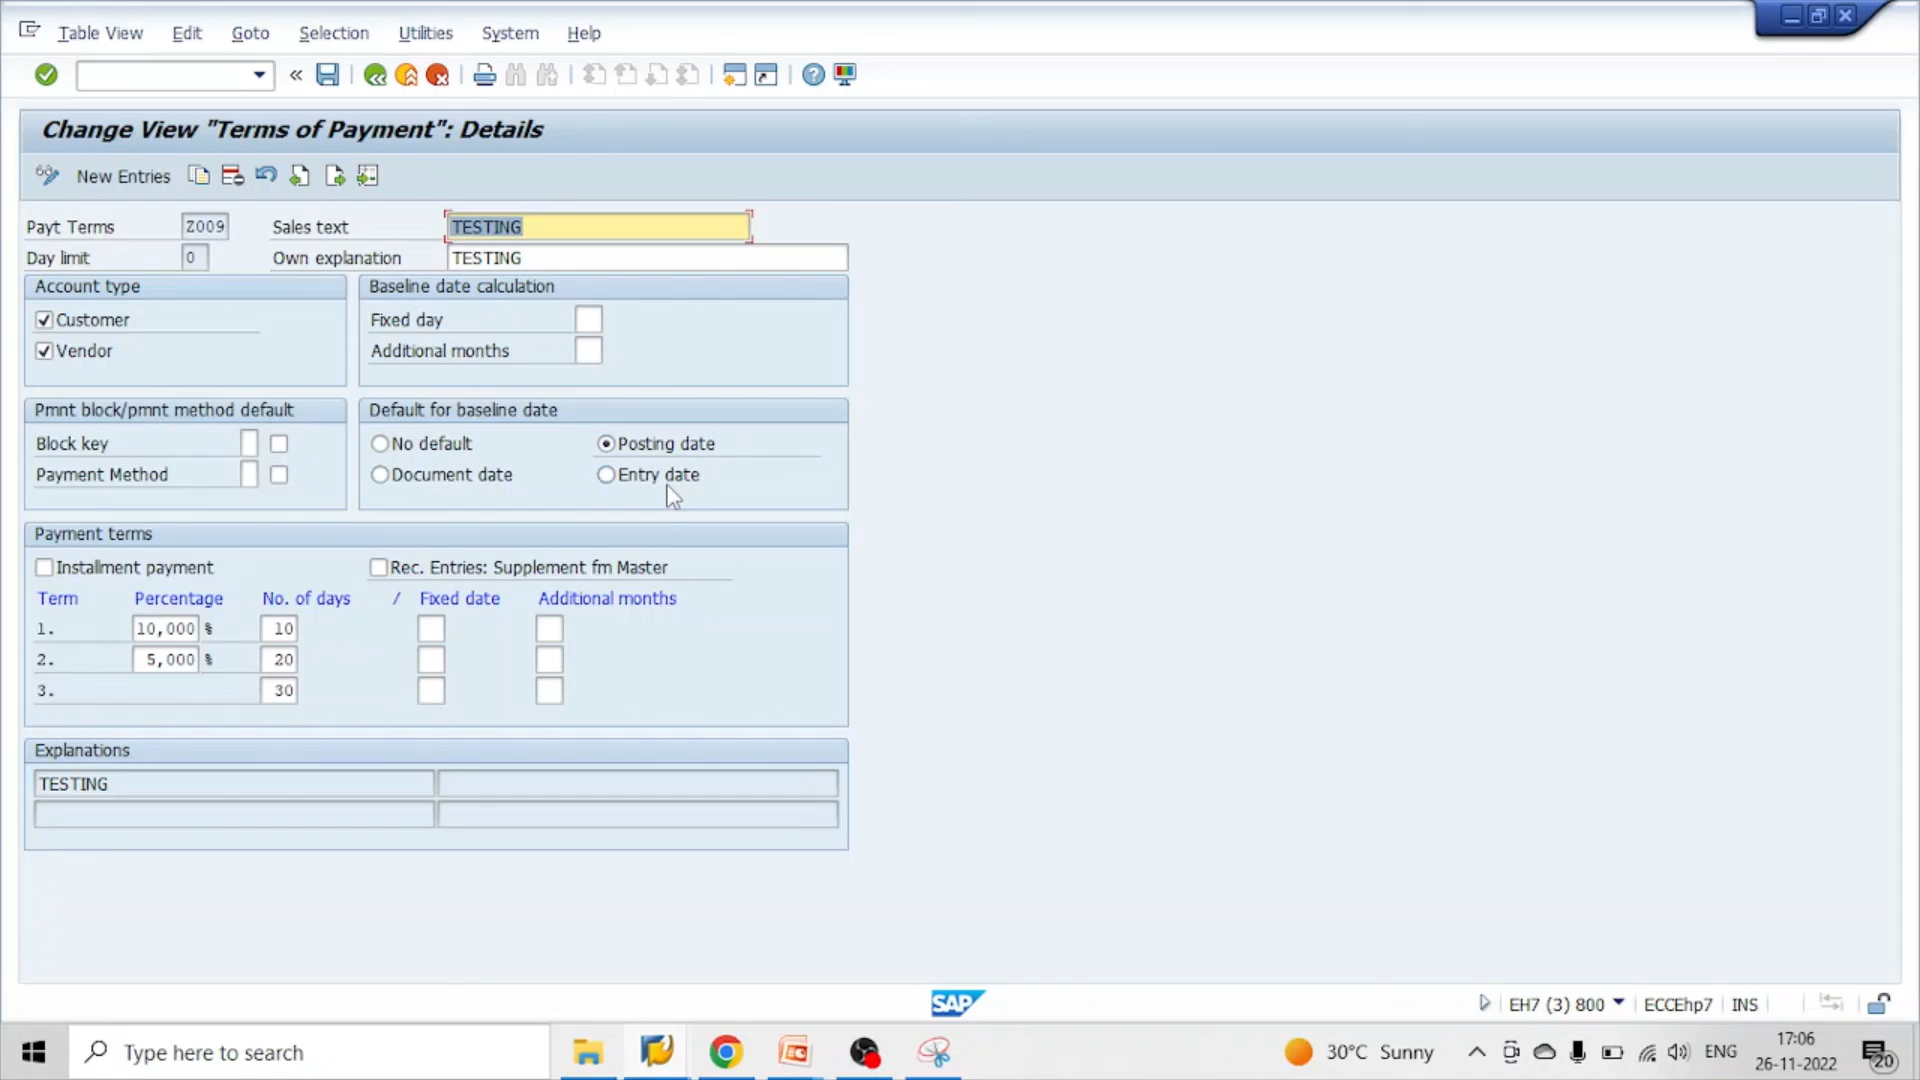 Table View Edit Goto Selection Utilities System Help
Change View "Terms of Payment": Details
New Entries
Payt Terms Z009 Sales text TESTING
Day limit 0 Own explanation TESTING
Account type Baseline date calculation
Customer Fixed day
Vendor Additional months
Pmnt block/pmnt method default Default for baseline date
Block key No default Posting date
Payment Method Document date Entry date
Payment terms
Installment payment Rec. Entries: Supplement fm Master
Term Percentage No. of days / Fixed date Additional months
1. 10,000 % 10
2. 5,000 % 20
3. 30
Explanations
TESTING
SAP EH7 (3) 800 ECCEhp7 INS
Type here to search 30°C Sunny ENG 17:06
26-11-2022 20